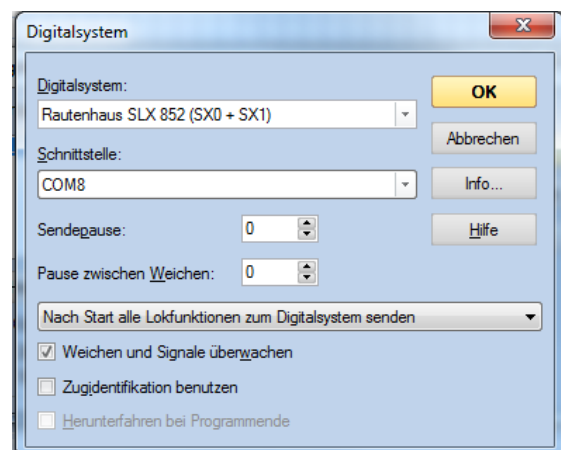 Digitalsystem
Digitalsystem:
Rautenhaus SLX 852 (SX0 + SX1)
OK
Abbrechen
Schnittstelle:
COM8
Info...
Sendepause:
0
Hilfe
Pause zwischen Weichen:
0
Nach Start alle Lokfunktionen zum Digitalsystem senden
Weichen und Signale überwachen
Zugidentifikation benutzen
Herunterfahren bei Programmende